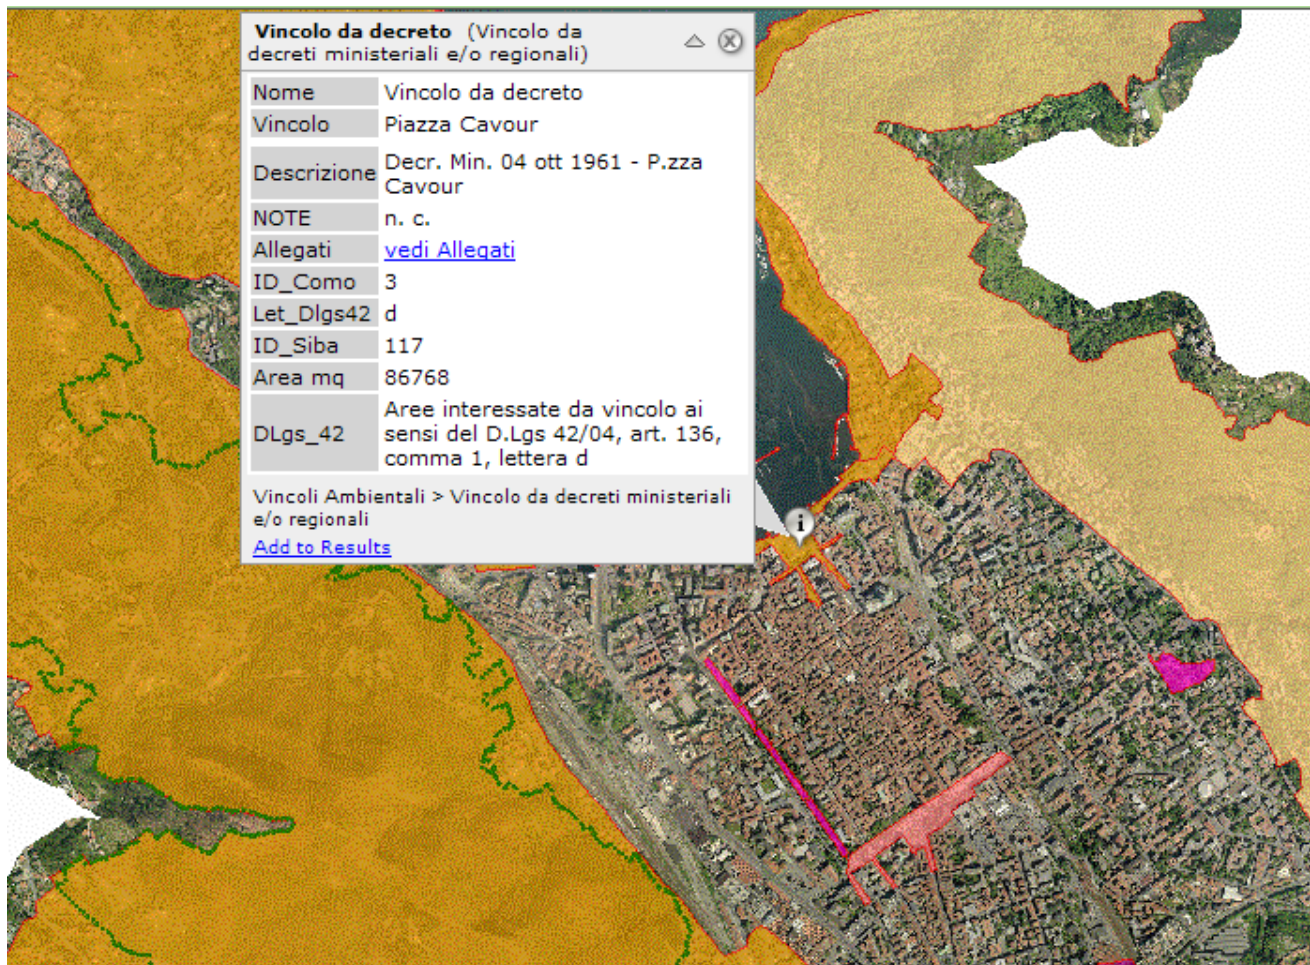 Vincolo da decreto (Vincolo da
decreti ministeriali e/o regionali)
Nome Vincolo da decreto
Vincolo Piazza Cavour
Descrizione Decr. Min. 04 ott 1961 - P.zza
Cavour
NOTE n. c.
Allegati vedi Allegati
ID_Como 3
Let_Dlgs42 d
ID_Siba 117
Area mq 86768
DLgs_42 Aree interessate da vincolo ai
sensi del D.Lgs 42/04, art. 136,
comma 1, lettera d
Vincoli Ambientali > Vincolo da decreti ministeriali
e/o regionali
Add to Results
i